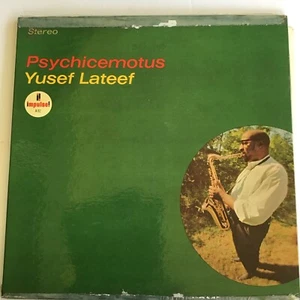 Stereo
Psychicemotus
Yusef Lateef
impulse!